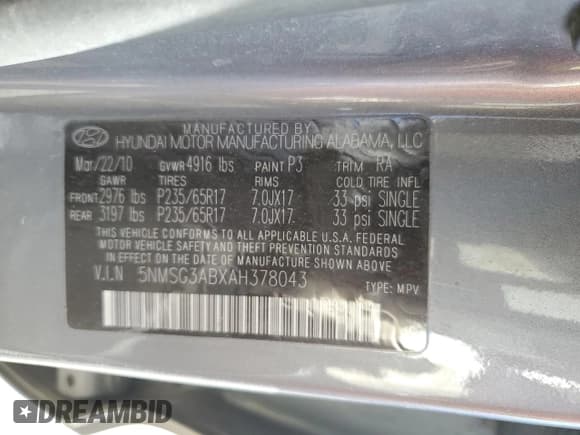 MANUFACTURED BY
HYUNDAI MOTOR MANUFACTURING ALABAMA, LLC
Mar/22/10 GVWR 4916 lbs PAINT P3 TRIM RA
GAWR TIRES RIMS COLD TIRE INFL
FRONT 2976 lbs P235/65R17 7.0JX17 33 psi SINGLE
REAR 3197 lbs P235/65R17 7.0JX17 33 psi SINGLE
THIS VEHICLE CONFORMS TO ALL APPLICABLE U.S.A. FEDERAL
MOTOR VEHICLE SAFETY AND THEFT PREVENTION STANDARDS
IN EFFECT ON THE DATE OF MANUFACTURE SHOWN ABOVE.
V.I.N 5NMSG3ABXAH378043
TYPE: MPV
DREAMBID